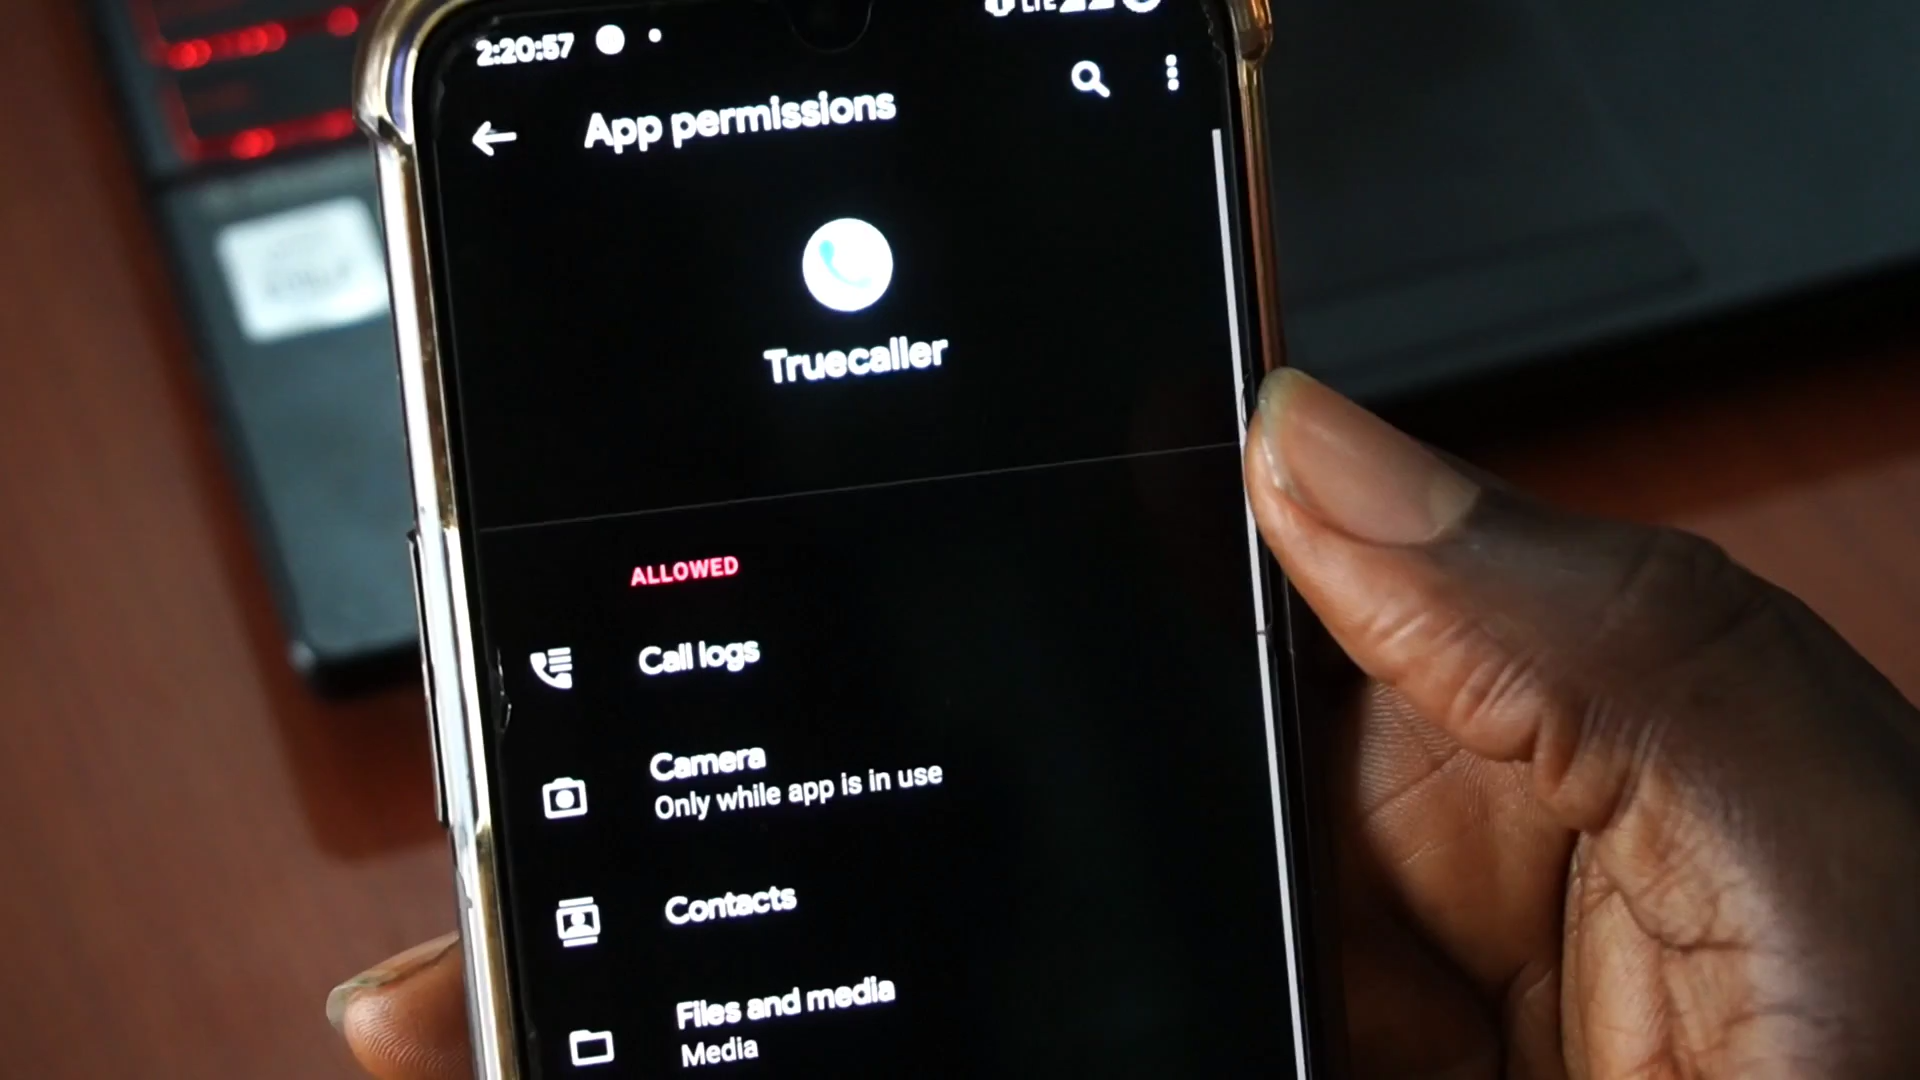 2:20:57
LTE
App permissions
Truecaller
ALLOWED
Call logs
Camera
Only while app is in use
Contacts
Files and media
Media